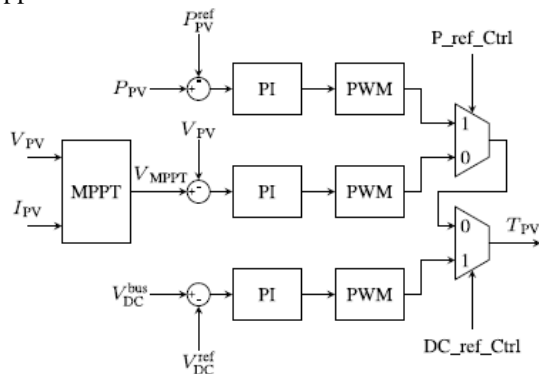 P_PV^ref
P_ref_Ctrl
P_PV
PI
PWM
1
V_PV
V_PV
0
MPPT
V_MPPT
PI
PWM
I_PV
0
T_PV
1
V_DC^bus
PI
PWM
V_DC^ref
DC_ref_Ctrl